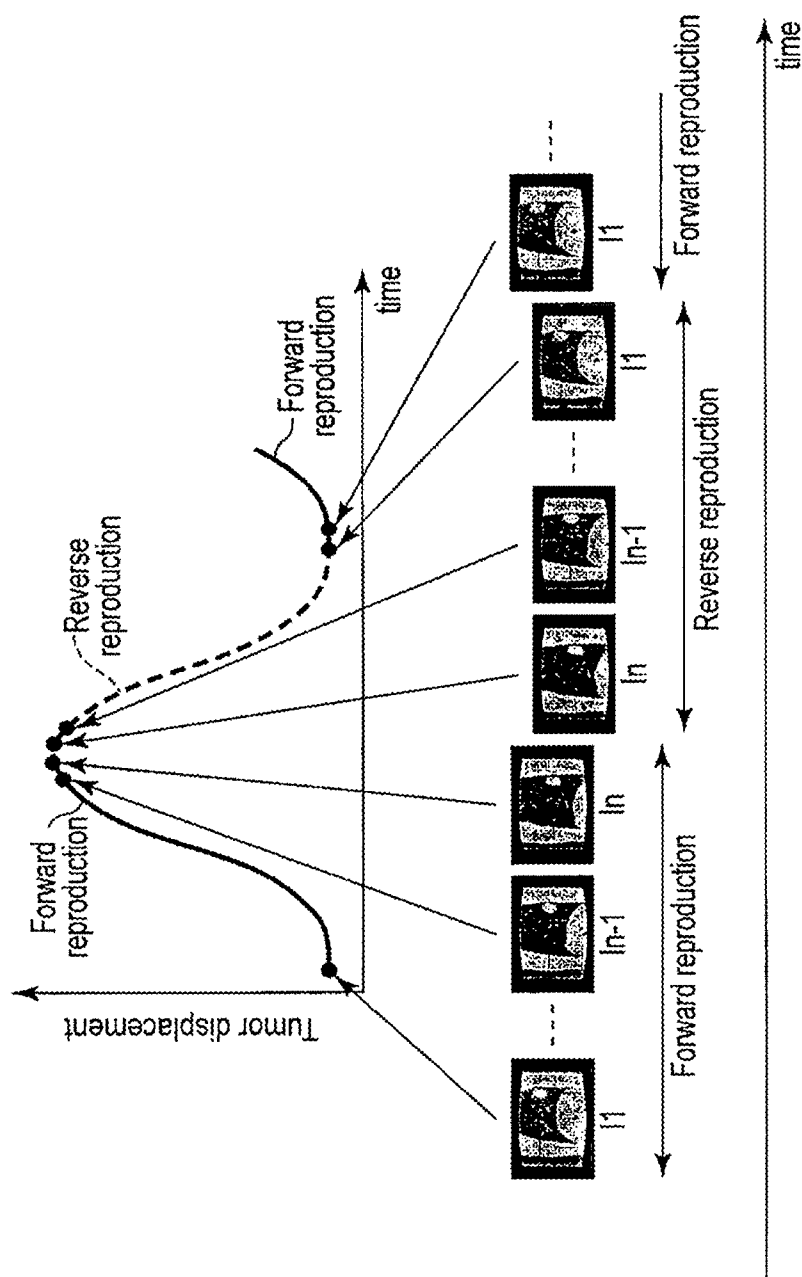 Tumor displacement
Forward
reproduction
Reverse
reproduction
Forward
reproduction
time
I1
In-1
In
In
In-1
I1
I1
Forward reproduction
Reverse reproduction
Forward reproduction
time